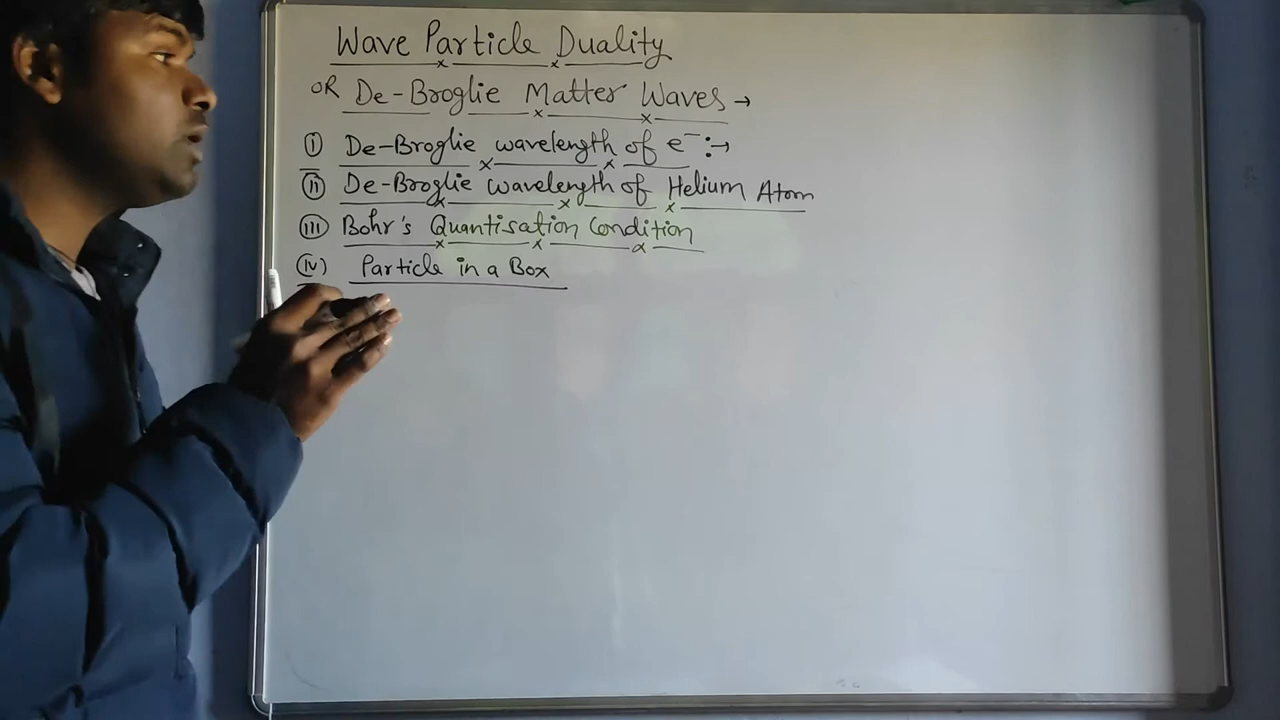 Wave Particle Duality
OR De-Broglie Matter Waves →
(i) De-Broglie wavelength of e⁻ :→
(ii) De-Broglie wavelength of Helium Atom
(iii) Bohr's Quantisation Condition
(iv) Particle in a Box